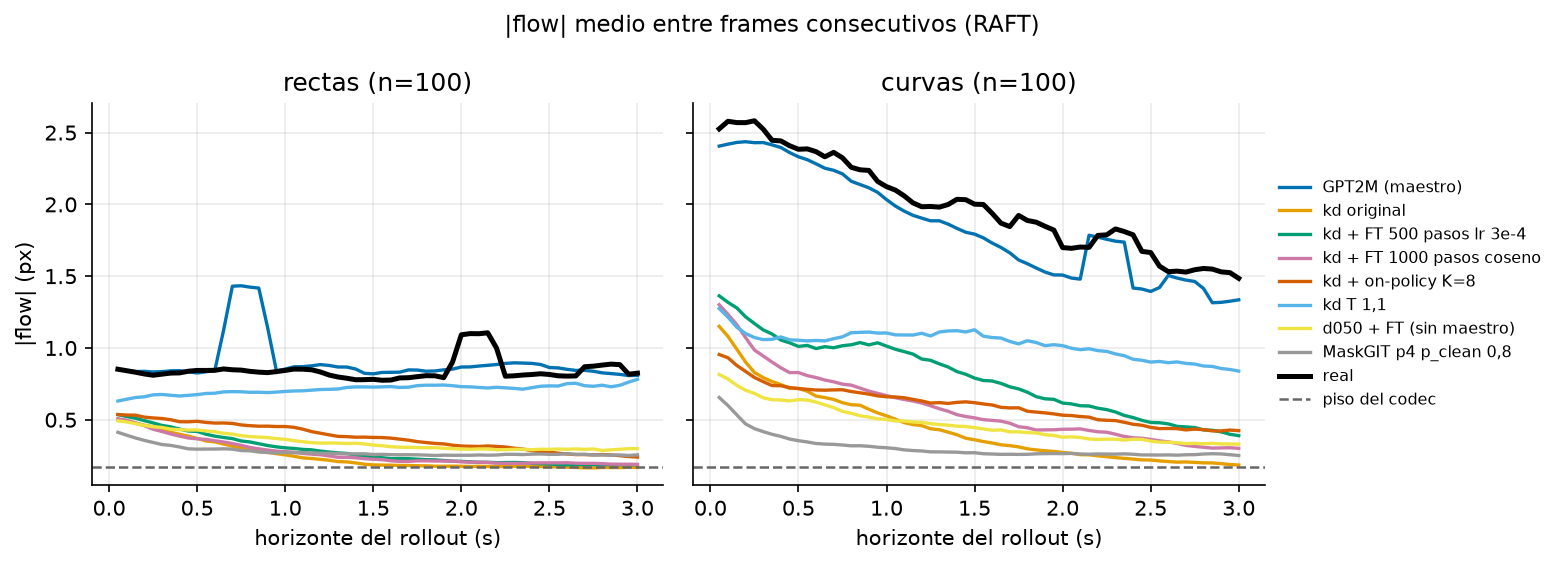 |flow| medio entre frames consecutivos (RAFT)
rectas (n=100)
curvas (n=100)
|flow| (px)
2.5
2.0
1.5
1.0
0.5
0.0 0.5 1.0 1.5 2.0 2.5 3.0
0.0 0.5 1.0 1.5 2.0 2.5 3.0
horizonte del rollout (s)
horizonte del rollout (s)
GPT2M (maestro)
kd original
kd + FT 500 pasos lr 3e-4
kd + FT 1000 pasos coseno
kd + on-policy K=8
kd T 1,1
d050 + FT (sin maestro)
MaskGIT p4 p_clean 0,8
real
piso del codec